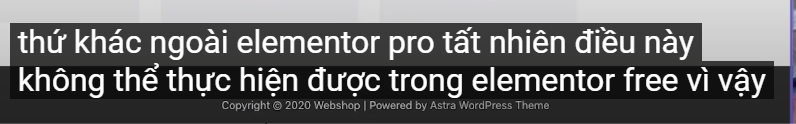 thứ khác ngoài elementor pro tất nhiên điều này
không thể thực hiện được trong elementor free vì vậy
Copyright © 2020 Webshop | Powered by Astra WordPress Theme